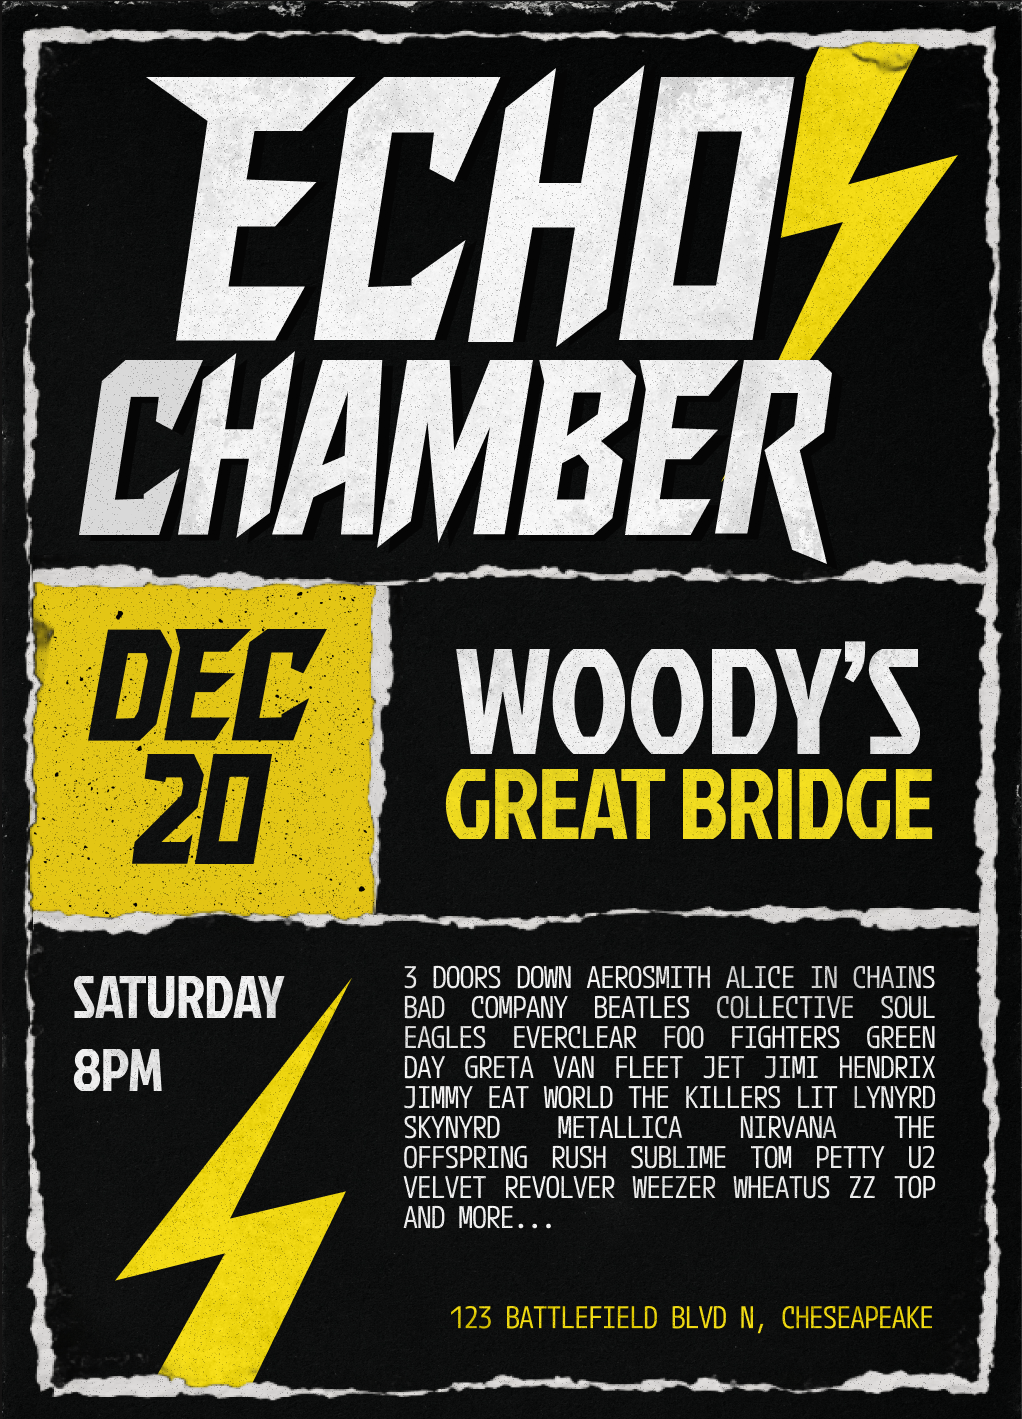 ECHO
CHAMBER
DEC
20
WOODY'S
GREAT BRIDGE
SATURDAY
8PM
3 DOORS DOWN AEROSMITH ALICE IN CHAINS
BAD COMPANY BEATLES COLLECTIVE SOUL
EAGLES EVERCLEAR FOO FIGHTERS GREEN
DAY GRETA VAN FLEET JET JIMI HENDRIX
JIMMY EAT WORLD THE KILLERS LIT LYNYRD
SKYNYRD METALLICA NIRVANA THE
OFFSPRING RUSH SUBLIME TOM PETTY U2
VELVET REVOLVER WEEZER WHEATUS ZZ TOP
AND MORE...
123 BATTLEFIELD BLVD N, CHESEAPEAKE